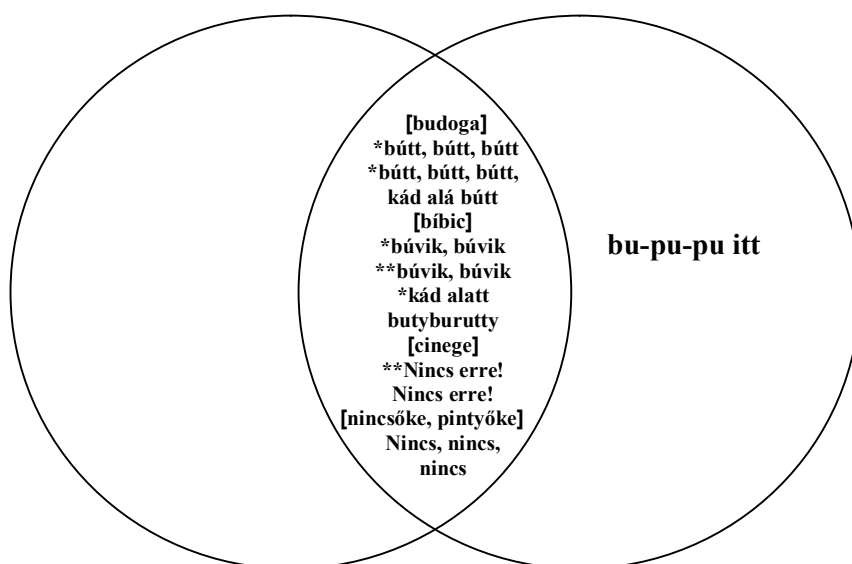 [budoga]
*bútt, bútt, bútt
*bútt, bútt, bútt,
kád alá bútt
[bíbic]
*búvik, búvik
**búvik, búvik
*kád alatt
butyburutty
[cinege]
**Nincs erre!
Nincs erre!
[nincsőke, pintyőke]
Nincs, nincs,
nincs
bu-pu-pu itt